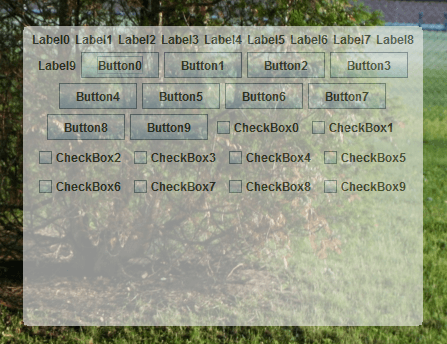 Label0 Label1 Label2 Label3 Label4 Label5 Label6 Label7 Label8
Label9 Button0 Button1 Button2 Button3
Button4 Button5 Button6 Button7
Button8 Button9 CheckBox0 CheckBox1
CheckBox2 CheckBox3 CheckBox4 CheckBox5
CheckBox6 CheckBox7 CheckBox8 CheckBox9